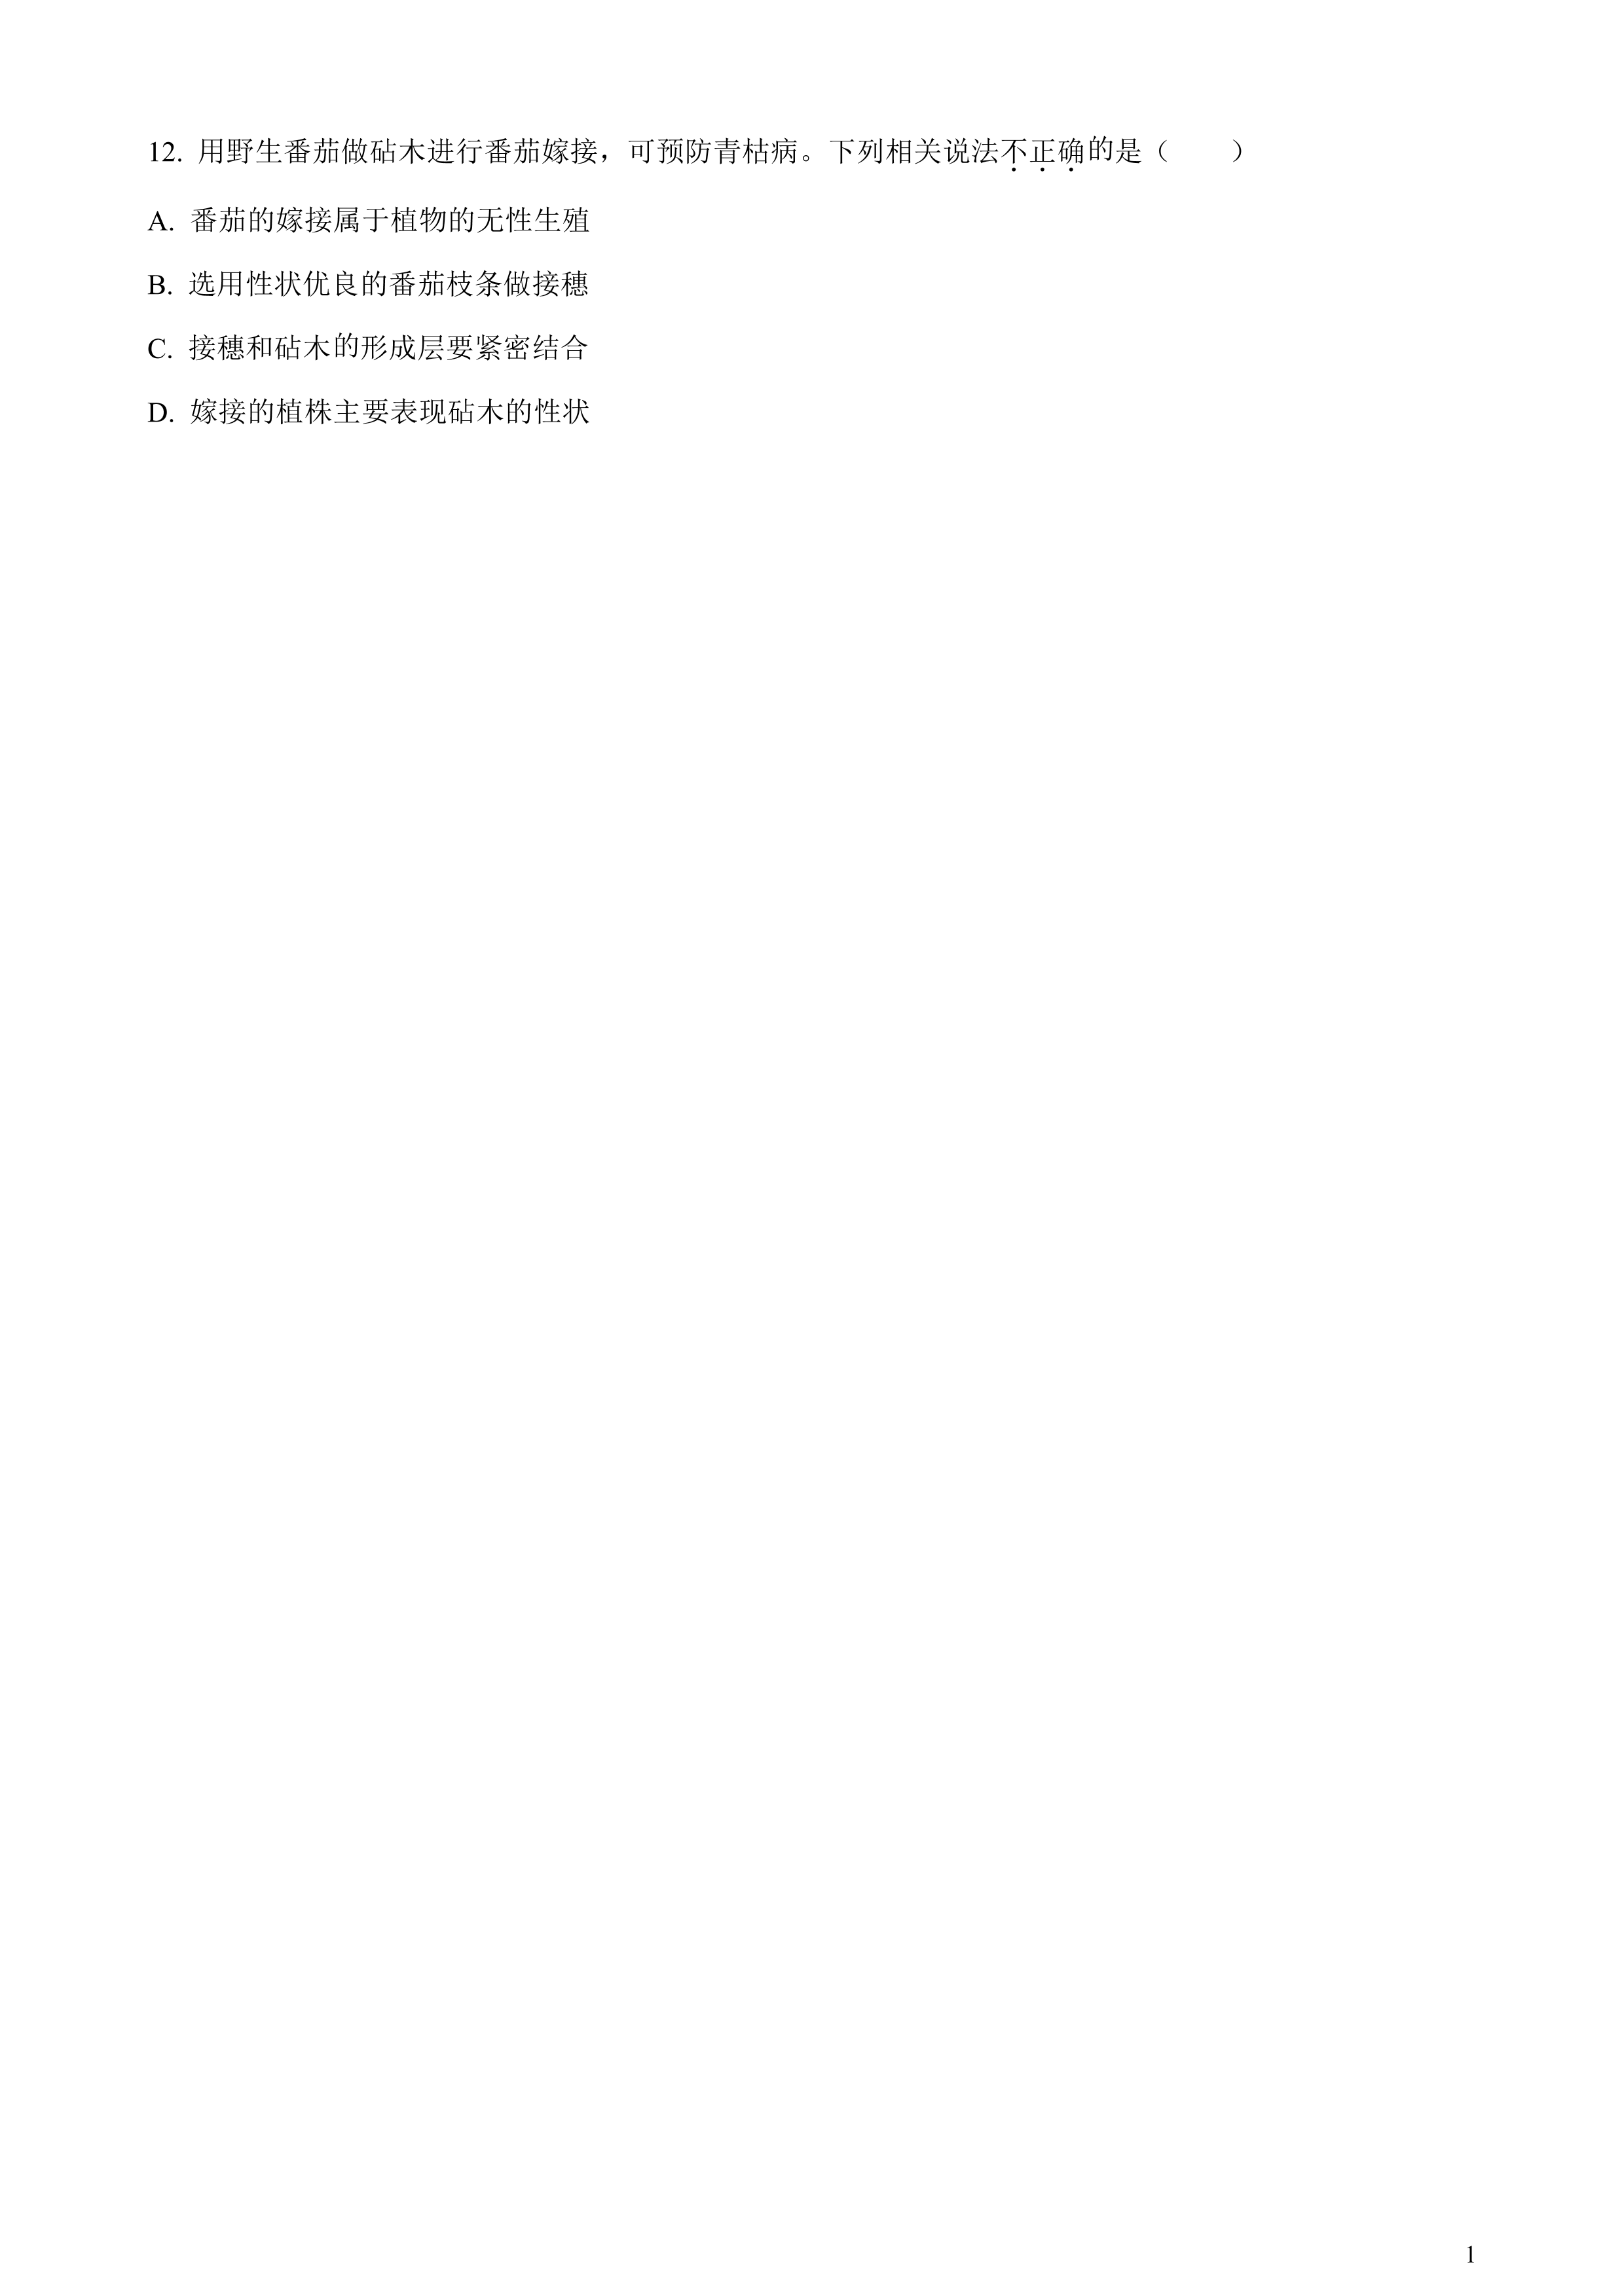 12. 用野生番茄做砧木进行番茄嫁接，可预防青枯病。下列相关说法不正确的是（　　）
A. 番茄的嫁接属于植物的无性生殖
B. 选用性状优良的番茄枝条做接穗
C. 接穗和砧木的形成层要紧密结合
D. 嫁接的植株主要表现砧木的性状
1